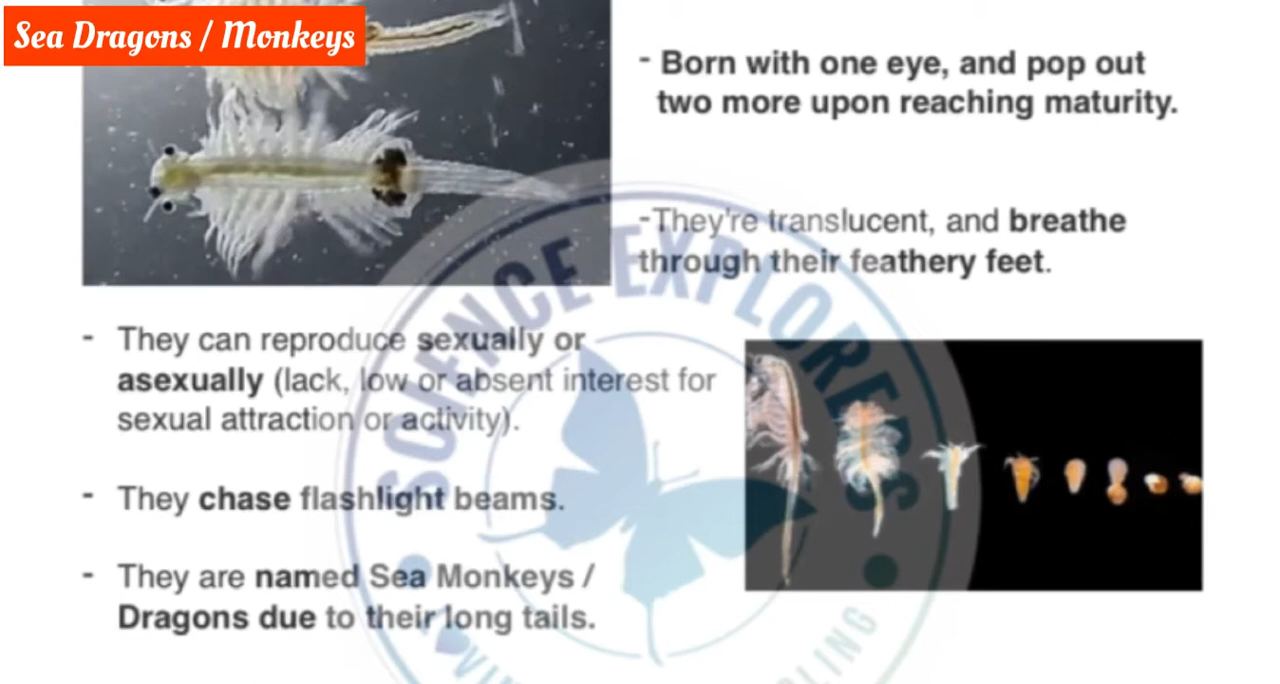 Sea Dragons / Monkeys
- Born with one eye, and pop out
two more upon reaching maturity.
-They're translucent, and breathe
through their feathery feet.
- They can reproduce sexually or
asexually (lack, low or absent interest for
sexual attraction or activity).
- They chase flashlight beams.
- They are named Sea Monkeys /
Dragons due to their long tails.
SCIENCE EXPLORERS